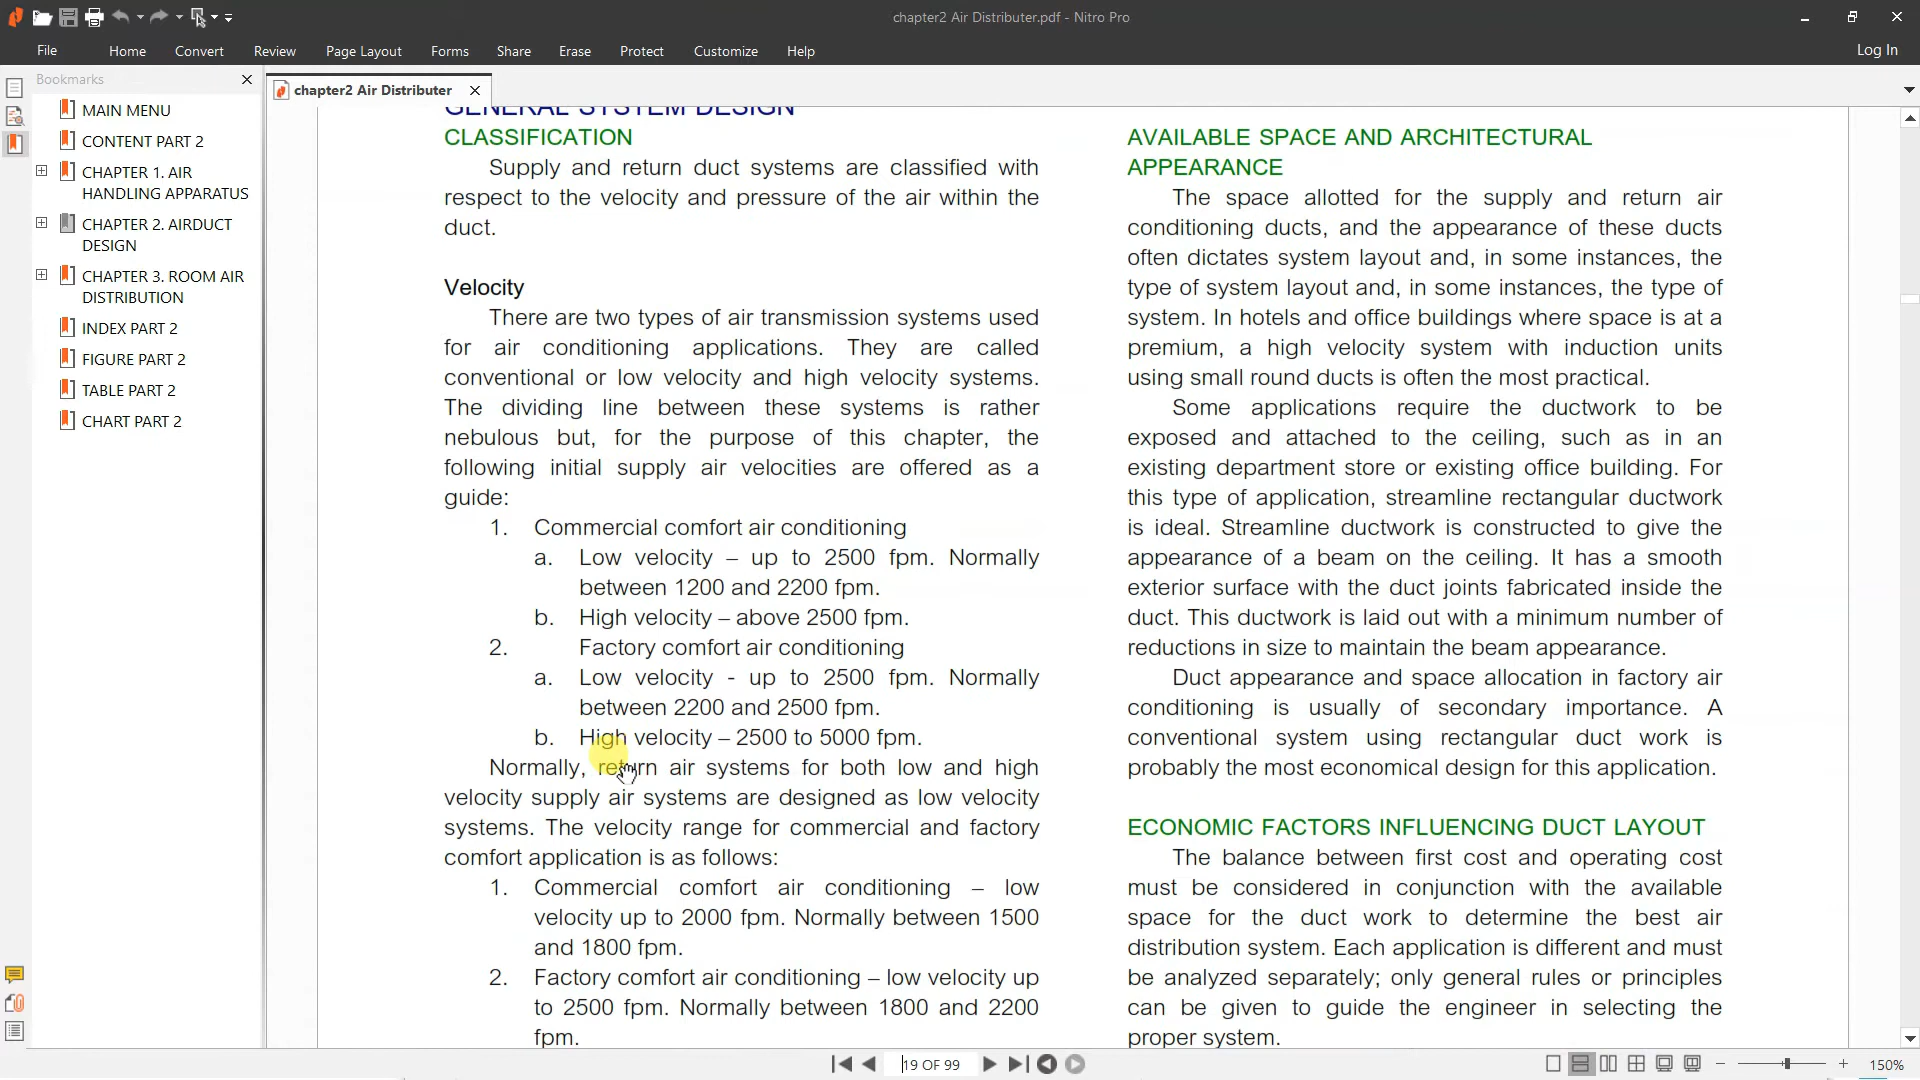 chapter2 Air Distributer.pdf - Nitro Pro
File Home Convert Review Page Layout Forms Share Erase Protect Customize Help Log In
Bookmarks
MAIN MENU
CONTENT PART 2
CHAPTER 1. AIR
HANDLING APPARATUS
CHAPTER 2. AIRDUCT
DESIGN
CHAPTER 3. ROOM AIR
DISTRIBUTION
INDEX PART 2
FIGURE PART 2
TABLE PART 2
CHART PART 2
chapter2 Air Distributer
GENERAL SYSTEM DESIGN
CLASSIFICATION
Supply and return duct systems are classified with
respect to the velocity and pressure of the air within the
duct.
Velocity
There are two types of air transmission systems used
for air conditioning applications. They are called
conventional or low velocity and high velocity systems.
The dividing line between these systems is rather
nebulous but, for the purpose of this chapter, the
following initial supply air velocities are offered as a
guide:
1. Commercial comfort air conditioning
a. Low velocity – up to 2500 fpm. Normally
between 1200 and 2200 fpm.
b. High velocity – above 2500 fpm.
2. Factory comfort air conditioning
a. Low velocity - up to 2500 fpm. Normally
between 2200 and 2500 fpm.
b. High velocity – 2500 to 5000 fpm.
Normally, return air systems for both low and high
velocity supply air systems are designed as low velocity
systems. The velocity range for commercial and factory
comfort application is as follows:
1. Commercial comfort air conditioning – low
velocity up to 2000 fpm. Normally between 1500
and 1800 fpm.
2. Factory comfort air conditioning – low velocity up
to 2500 fpm. Normally between 1800 and 2200
fpm.
AVAILABLE SPACE AND ARCHITECTURAL
APPEARANCE
The space allotted for the supply and return air
conditioning ducts, and the appearance of these ducts
often dictates system layout and, in some instances, the
type of system layout and, in some instances, the type of
system. In hotels and office buildings where space is at a
premium, a high velocity system with induction units
using small round ducts is often the most practical.
Some applications require the ductwork to be
exposed and attached to the ceiling, such as in an
existing department store or existing office building. For
this type of application, streamline rectangular ductwork
is ideal. Streamline ductwork is constructed to give the
appearance of a beam on the ceiling. It has a smooth
exterior surface with the duct joints fabricated inside the
duct. This ductwork is laid out with a minimum number of
reductions in size to maintain the beam appearance.
Duct appearance and space allocation in factory air
conditioning is usually of secondary importance. A
conventional system using rectangular duct work is
probably the most economical design for this application.
ECONOMIC FACTORS INFLUENCING DUCT LAYOUT
The balance between first cost and operating cost
must be considered in conjunction with the available
space for the duct work to determine the best air
distribution system. Each application is different and must
be analyzed separately; only general rules or principles
can be given to guide the engineer in selecting the
proper system.
19 OF 99
150%